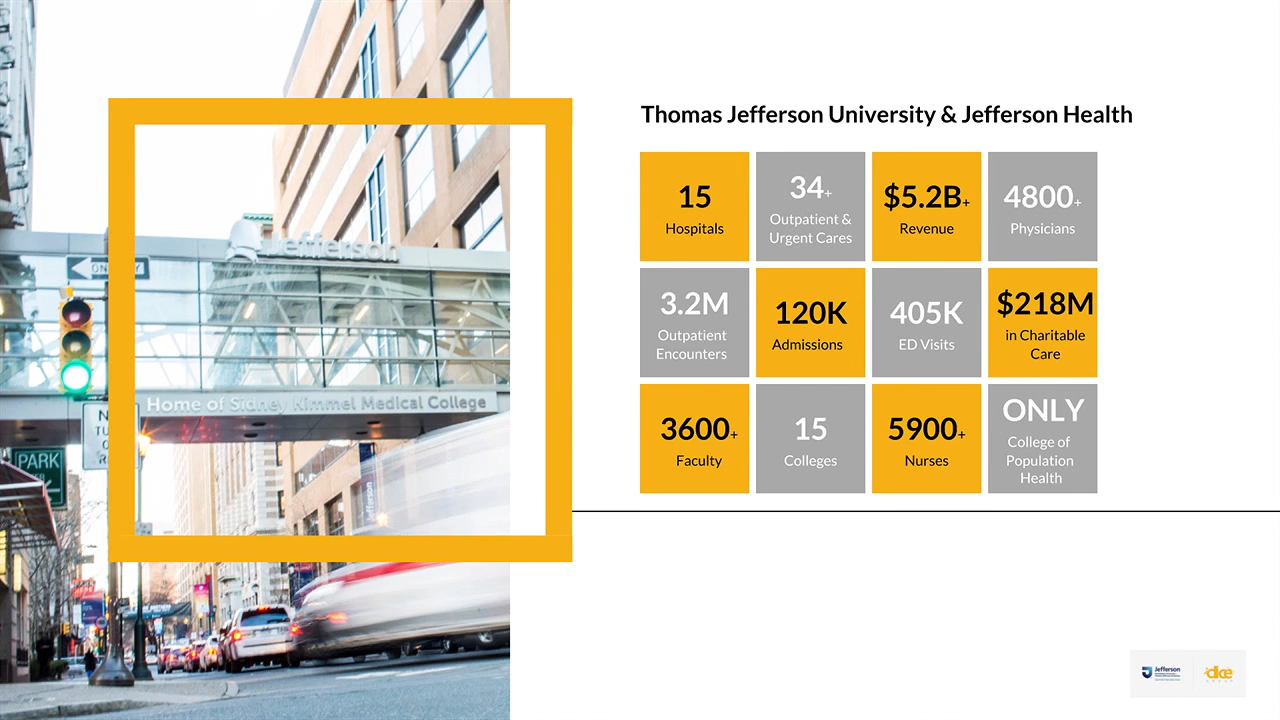 Thomas Jefferson University & Jefferson Health
15
Hospitals
34+
Outpatient &
Urgent Cares
$5.2B+
Revenue
4800+
Physicians
3.2M
Outpatient
Encounters
120K
Admissions
405K
ED Visits
$218M
in Charitable
Care
3600+
Faculty
15
Colleges
5900+
Nurses
ONLY
College of
Population
Health
Jefferson
Home of Sidney Kimmel Medical College
PARK
Jefferson
Jefferson
dke